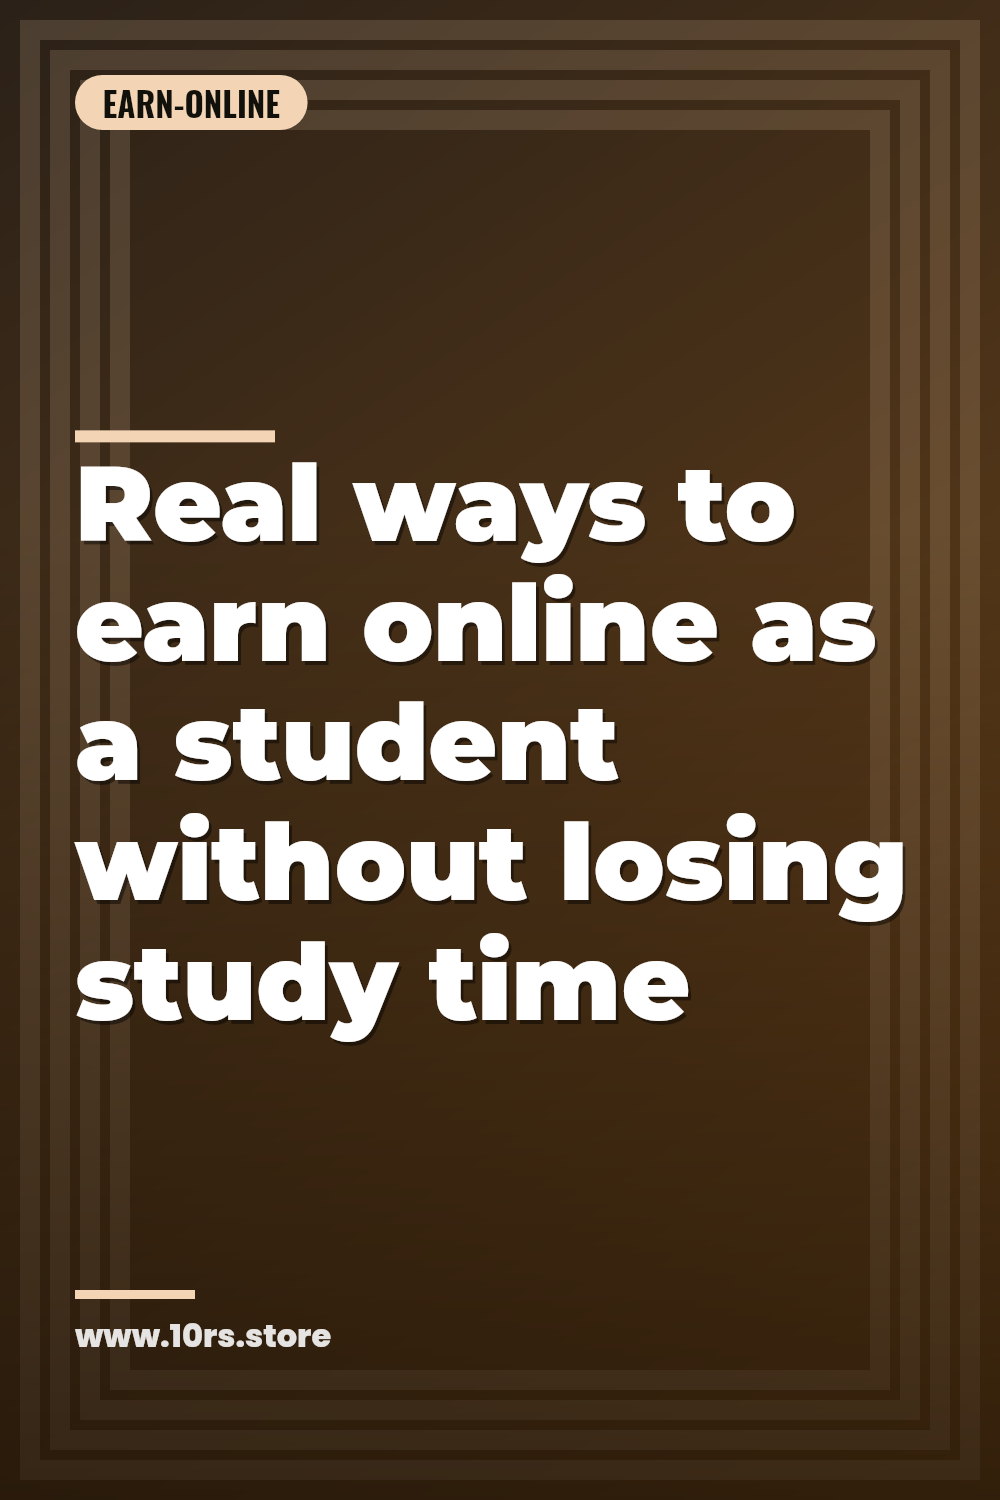 EARN-ONLINE
Real ways to
earn online as
a student
without losing
study time
www.10rs.store